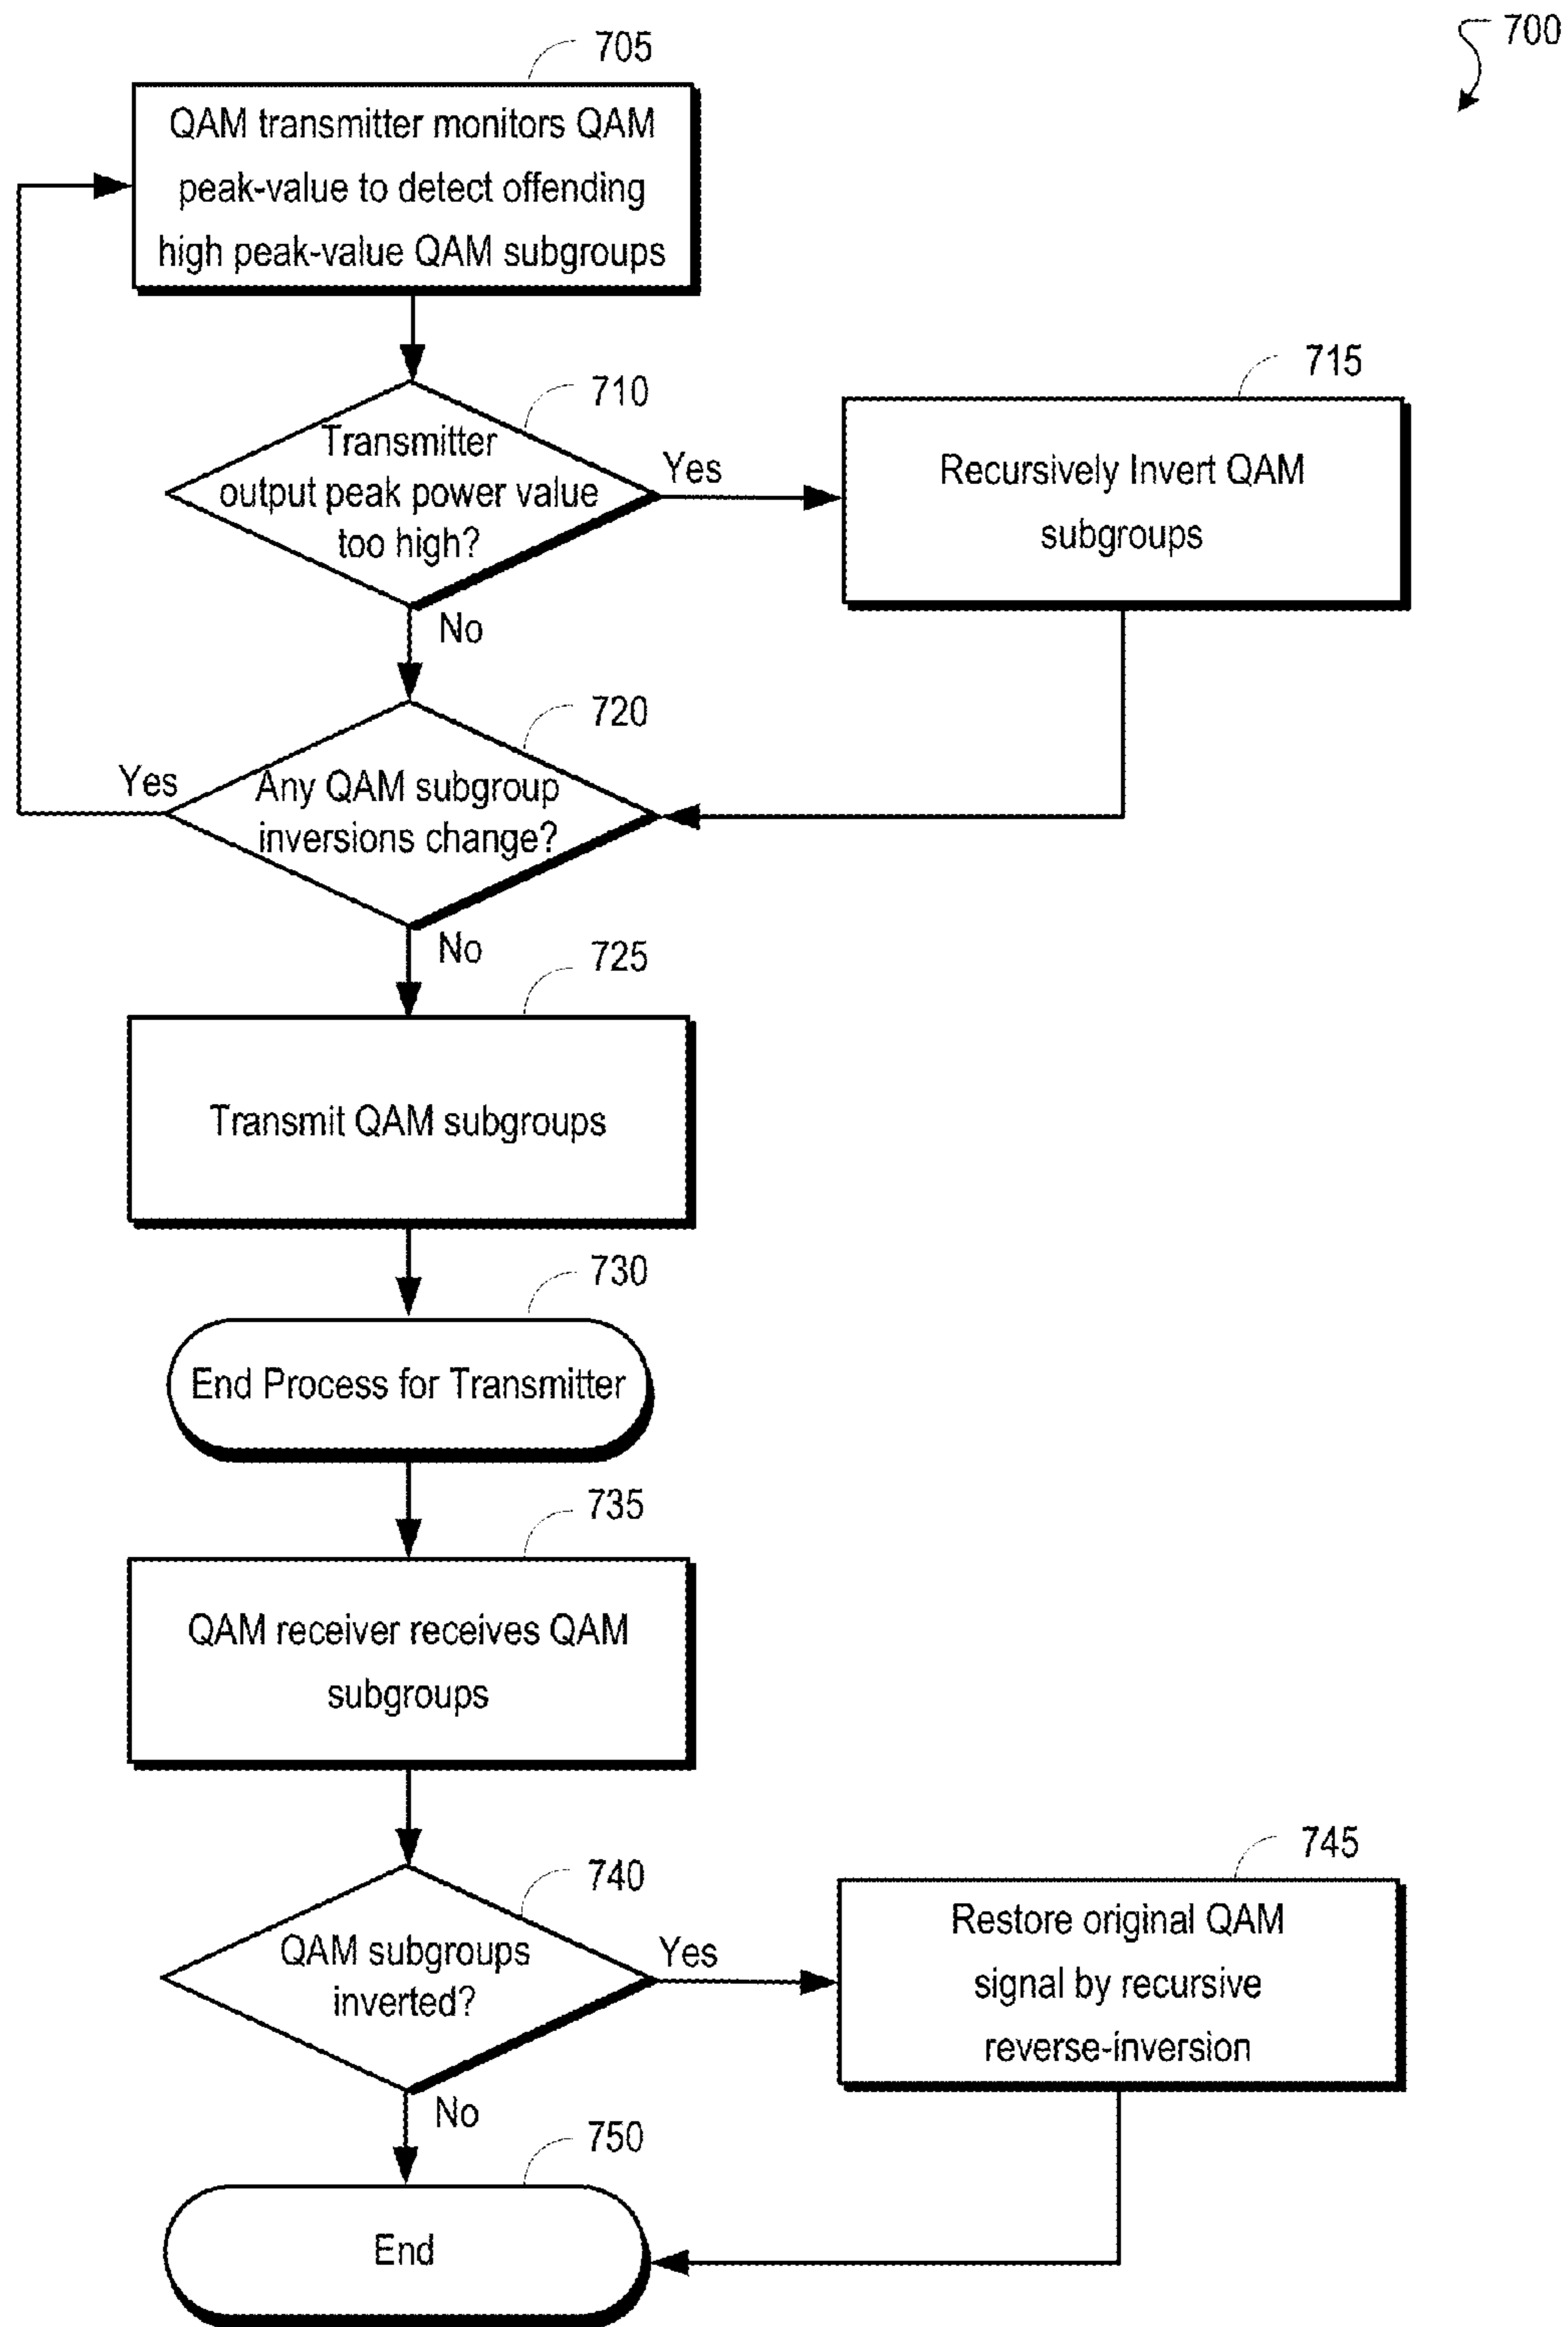 700
705
QAM transmitter monitors QAM
peak-value to detect offending
high peak-value QAM subgroups
710
Transmitter
output peak power value
too high?
Yes
No
715
Recursively Invert QAM
subgroups
720
Any QAM subgroup
inversions change?
Yes
No
725
Transmit QAM subgroups
730
End Process for Transmitter
735
QAM receiver receives QAM
subgroups
740
QAM subgroups
inverted?
Yes
No
745
Restore original QAM
signal by recursive
reverse-inversion
750
End